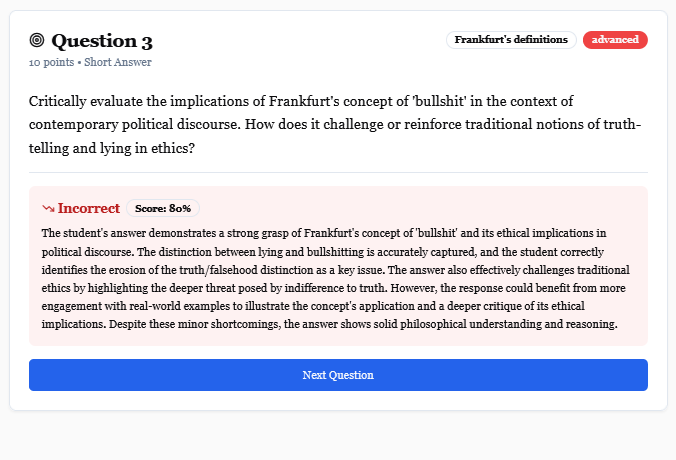 Question 3
Frankfurt's definitions
advanced
10 points • Short Answer
Critically evaluate the implications of Frankfurt's concept of 'bullshit' in the context of
contemporary political discourse. How does it challenge or reinforce traditional notions of truth-
telling and lying in ethics?
Incorrect
Score: 80%
The student's answer demonstrates a strong grasp of Frankfurt's concept of 'bullshit' and its ethical implications in
political discourse. The distinction between lying and bullshitting is accurately captured, and the student correctly
identifies the erosion of the truth/falsehood distinction as a key issue. The answer also effectively challenges traditional
ethics by highlighting the deeper threat posed by indifference to truth. However, the response could benefit from more
engagement with real-world examples to illustrate the concept's application and a deeper critique of its ethical
implications. Despite these minor shortcomings, the answer shows solid philosophical understanding and reasoning.
Next Question